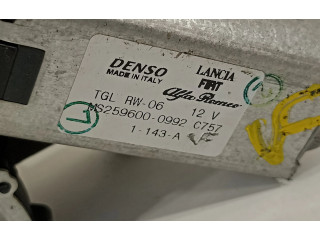 DENSO LANCIA
MADE IN ITALY FIAT
Alfa Romeo
TGL RW-06 12 V
MS259600-0992 C757
1-143-A